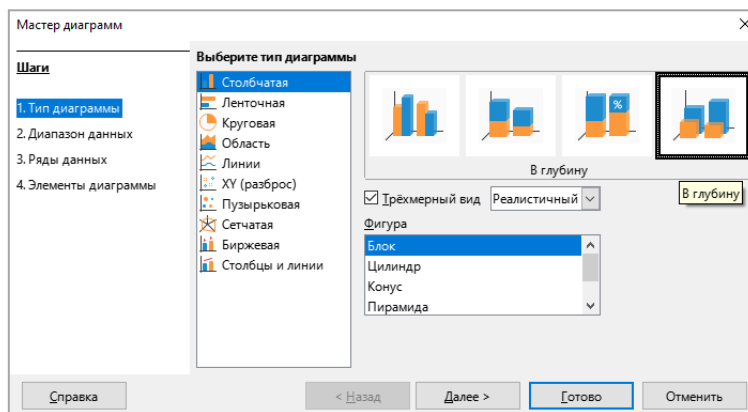 Мастер диаграмм
Шаги
1. Тип диаграммы
2. Диапазон данных
3. Ряды данных
4. Элементы диаграммы
Выберите тип диаграммы
Столбчатая
Ленточная
Круговая
Область
Линии
XY (разброс)
Пузырьковая
Сетчатая
Биржевая
Столбцы и линии
%
В глубину
Трёхмерный вид
Реалистичный
В глубину
Фигура
Блок
Цилиндр
Конус
Пирамида
Справка
< Назад
Далее >
Готово
Отменить